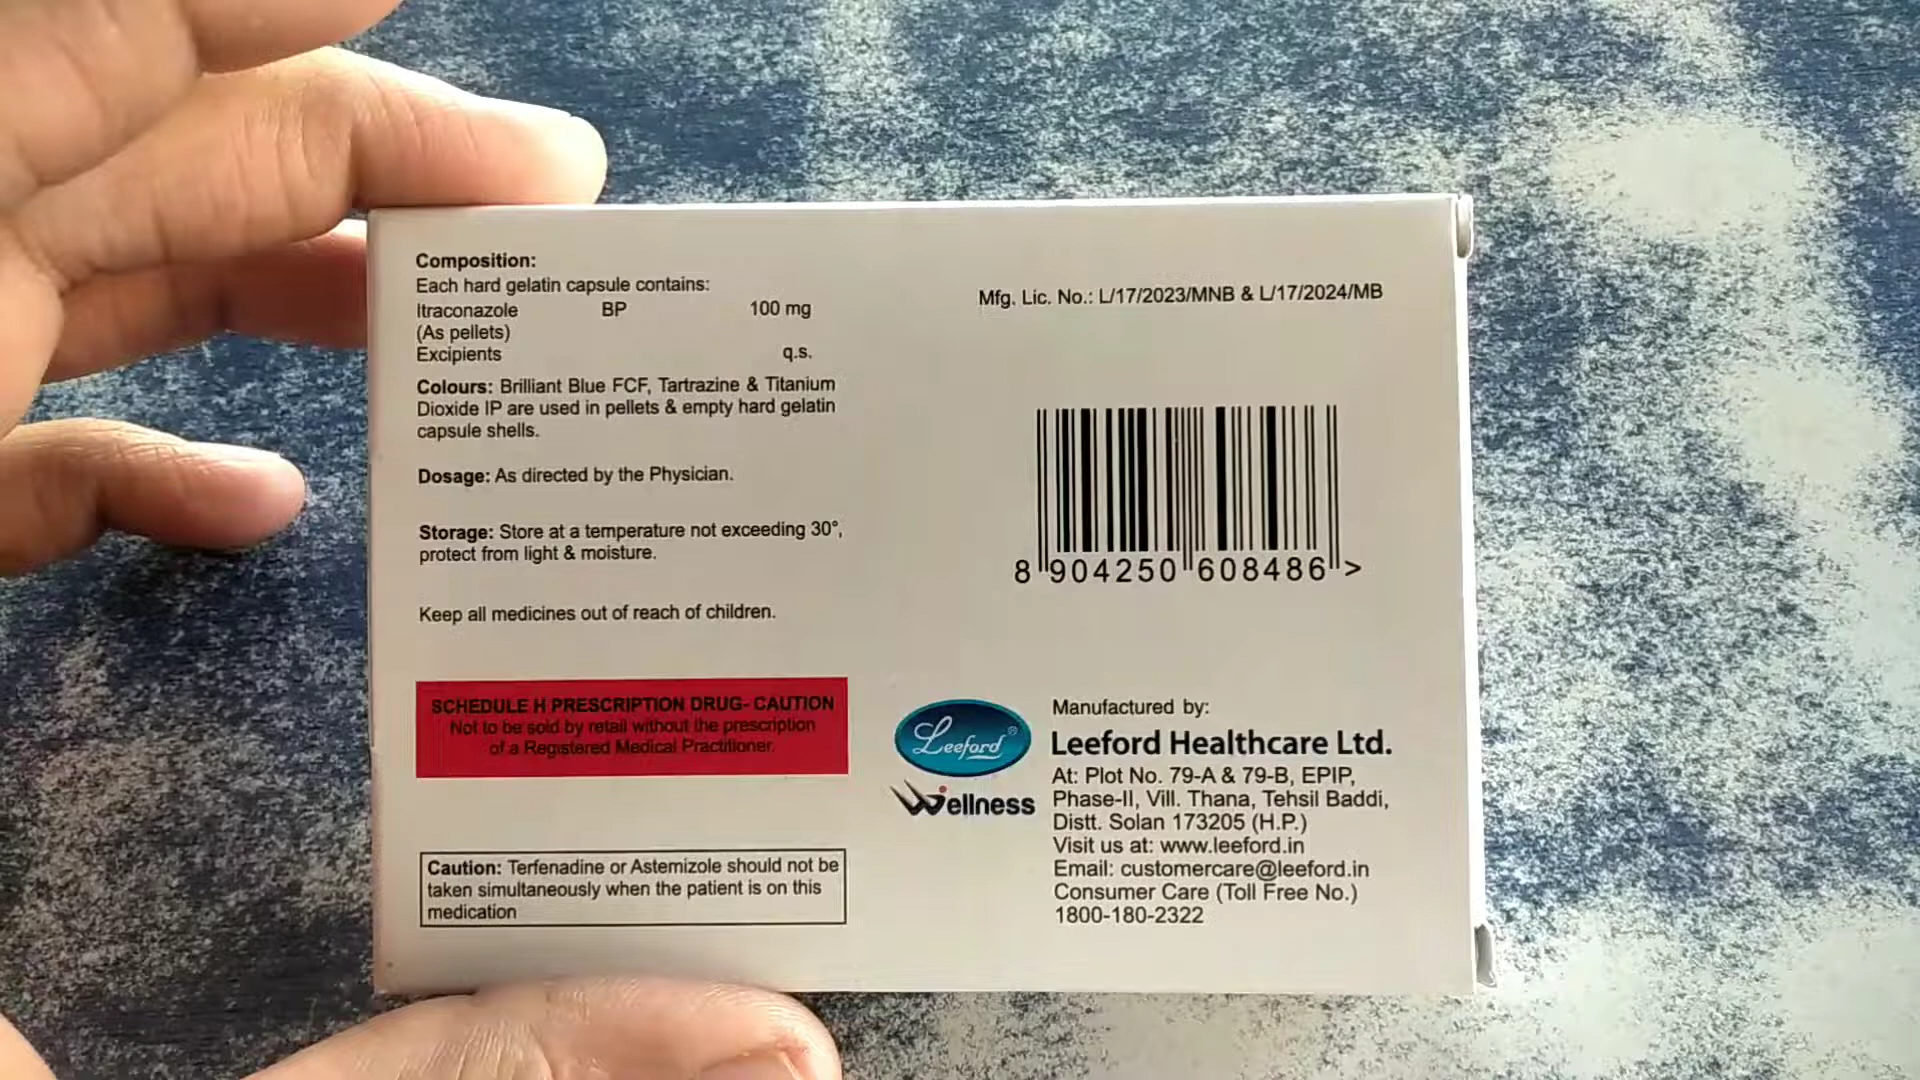 Composition:
Each hard gelatin capsule contains:
Itraconazole BP 100 mg
(As pellets)
Excipients q.s.
Colours: Brilliant Blue FCF, Tartrazine & Titanium
Dioxide IP are used in pellets & empty hard gelatin
capsule shells.
Dosage: As directed by the Physician.
Storage: Store at a temperature not exceeding 30°,
protect from light & moisture.
Keep all medicines out of reach of children.
SCHEDULE H PRESCRIPTION DRUG- CAUTION
Not to be sold by retail without the prescription
of a Registered Medical Practitioner.
Caution: Terfenadine or Astemizole should not be
taken simultaneously when the patient is on this
medication
Mfg. Lic. No.: L/17/2023/MNB & L/17/2024/MB
8 904250 608486 >
Leeford®
Wellness
Manufactured by:
Leeford Healthcare Ltd.
At: Plot No. 79-A & 79-B, EPIP,
Phase-II, Vill. Thana, Tehsil Baddi,
Distt. Solan 173205 (H.P.)
Visit us at: www.leeford.in
Email: customercare@leeford.in
Consumer Care (Toll Free No.)
1800-180-2322